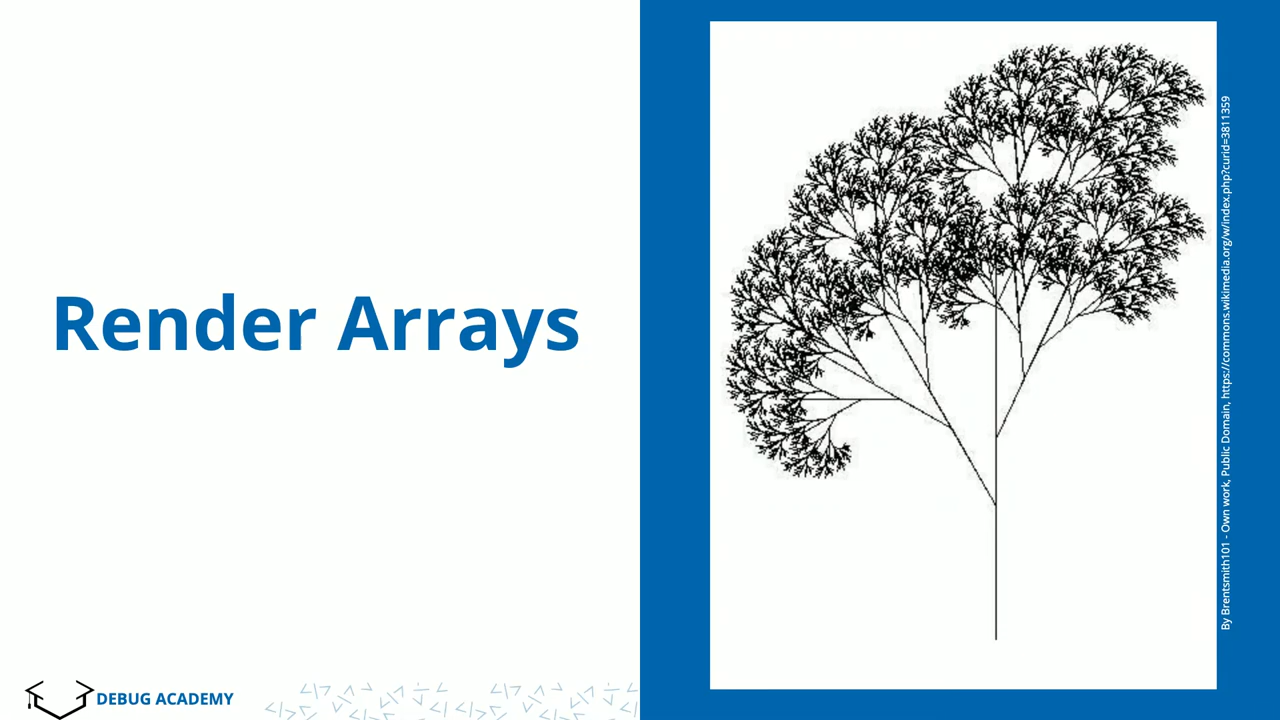 Render Arrays
By Brentsmith101 - Own work, Public Domain, https://commons.wikimedia.org/w/index.php?curid=3811359
DEBUG ACADEMY